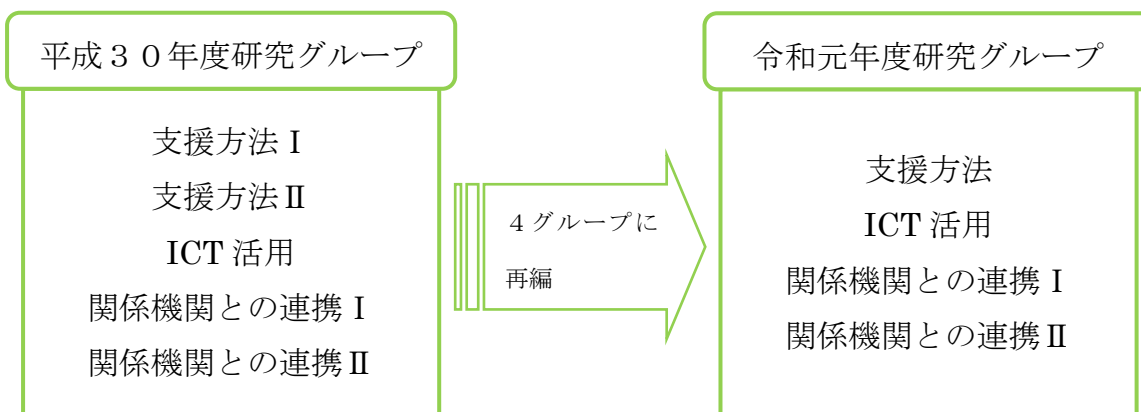 平成３０年度研究グループ
支援方法Ⅰ
支援方法Ⅱ
ICT 活用
関係機関との連携Ⅰ
関係機関との連携Ⅱ
４グループに
再編
令和元年度研究グループ
支援方法
ICT 活用
関係機関との連携Ⅰ
関係機関との連携Ⅱ